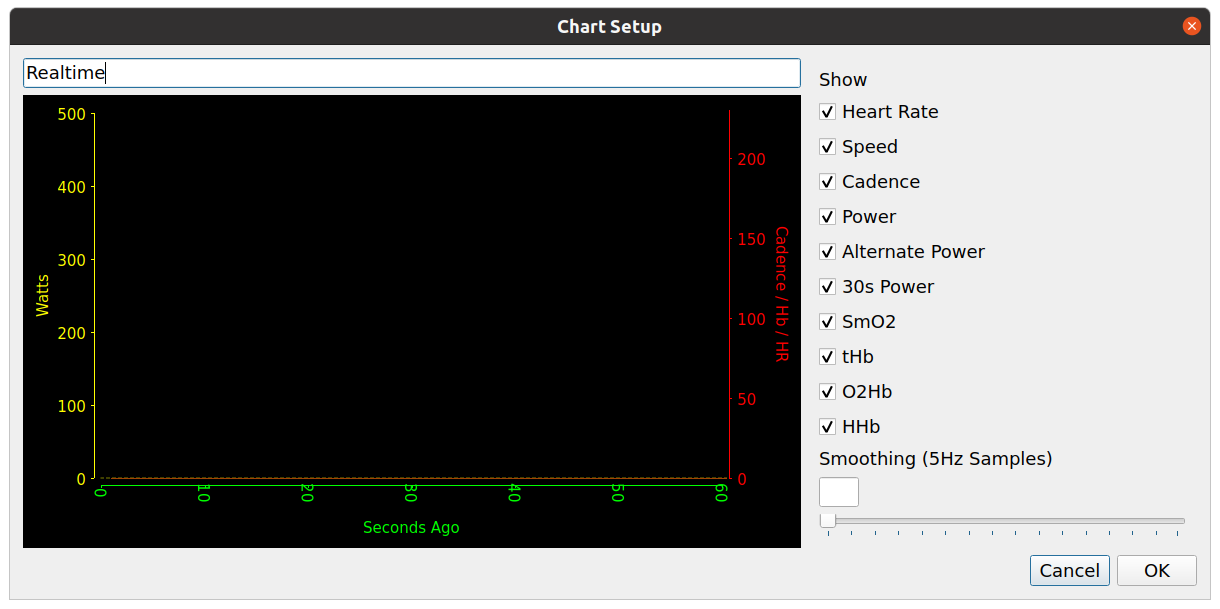 Chart Setup
Realtime
500
400
300
200
100
0
Watts
200
150
100
50
0
Cadence / Hb / HR
0 10 20 30 40 50 60
Seconds Ago
Show
Heart Rate
Speed
Cadence
Power
Alternate Power
30s Power
SmO2
tHb
O2Hb
HHb
Smoothing (5Hz Samples)
Cancel OK